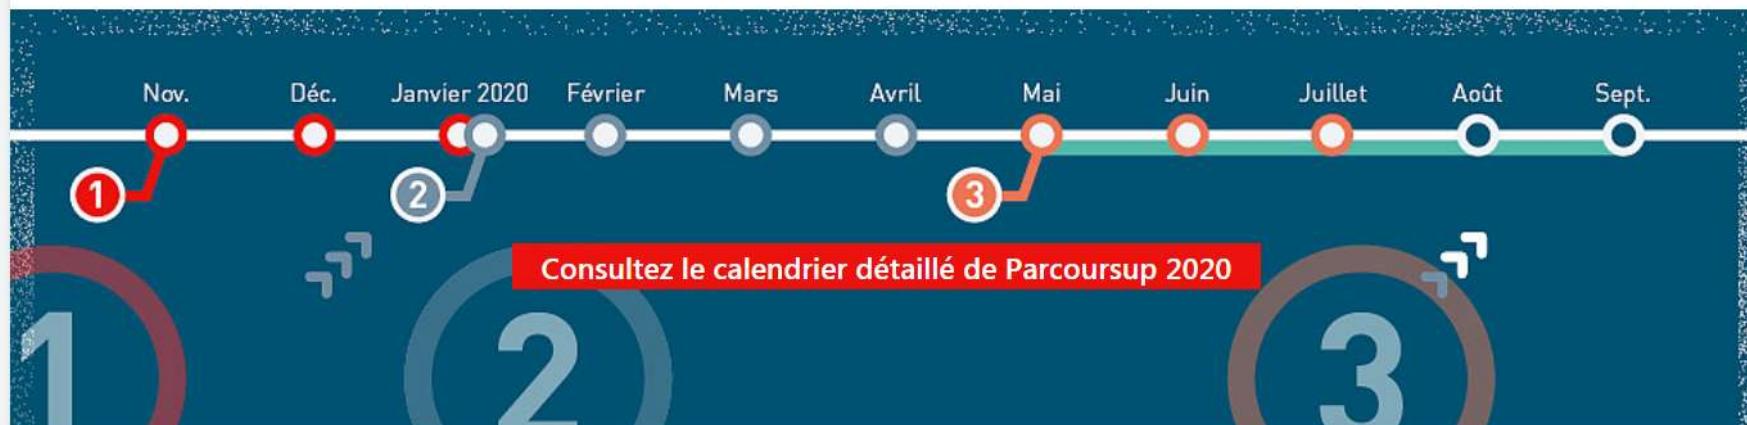 Nov. Déc. Janvier 2020 Février Mars Avril Mai Juin Juillet Août Sept.
1 2 3
Consultez le calendrier détaillé de Parcoursup 2020
1 2 3